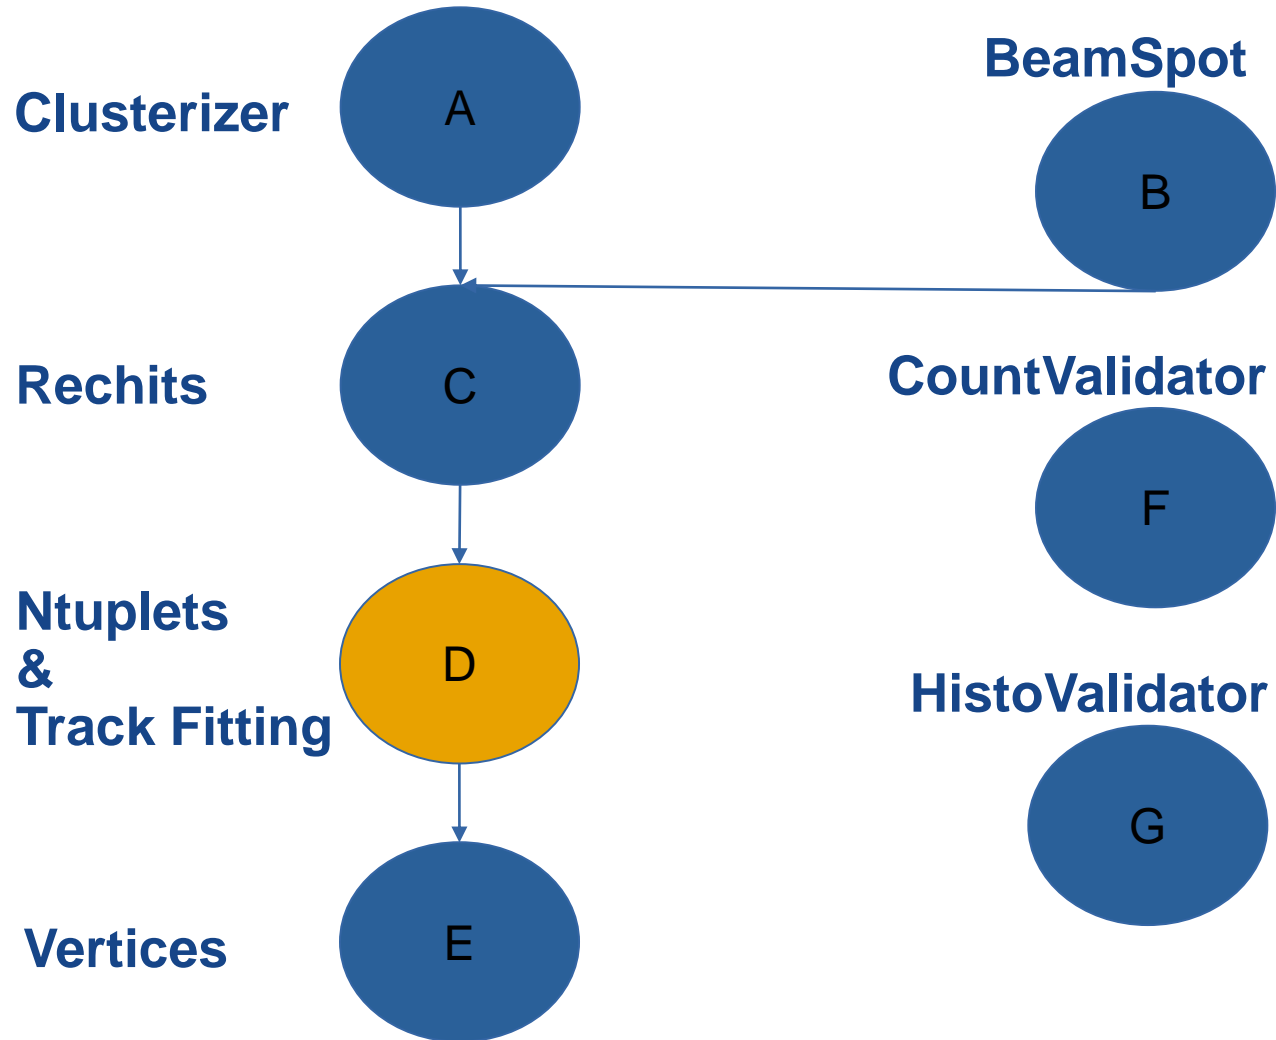 BeamSpot
Clusterizer
A
B
Rechits
C
CountValidator
F
Ntuplets
&
Track Fitting
D
HistoValidator
G
Vertices
E